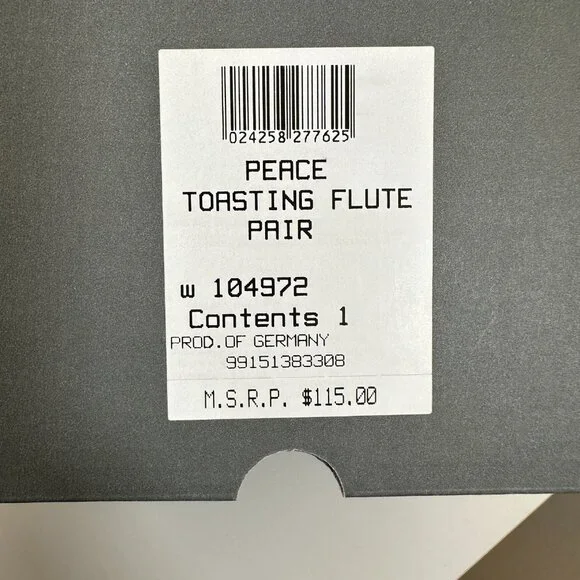 024258 277625
PEACE
TOASTING FLUTE
PAIR
w 104972
Contents 1
PROD.OF GERMANY
99151383308
M.S.R.P. $115.00